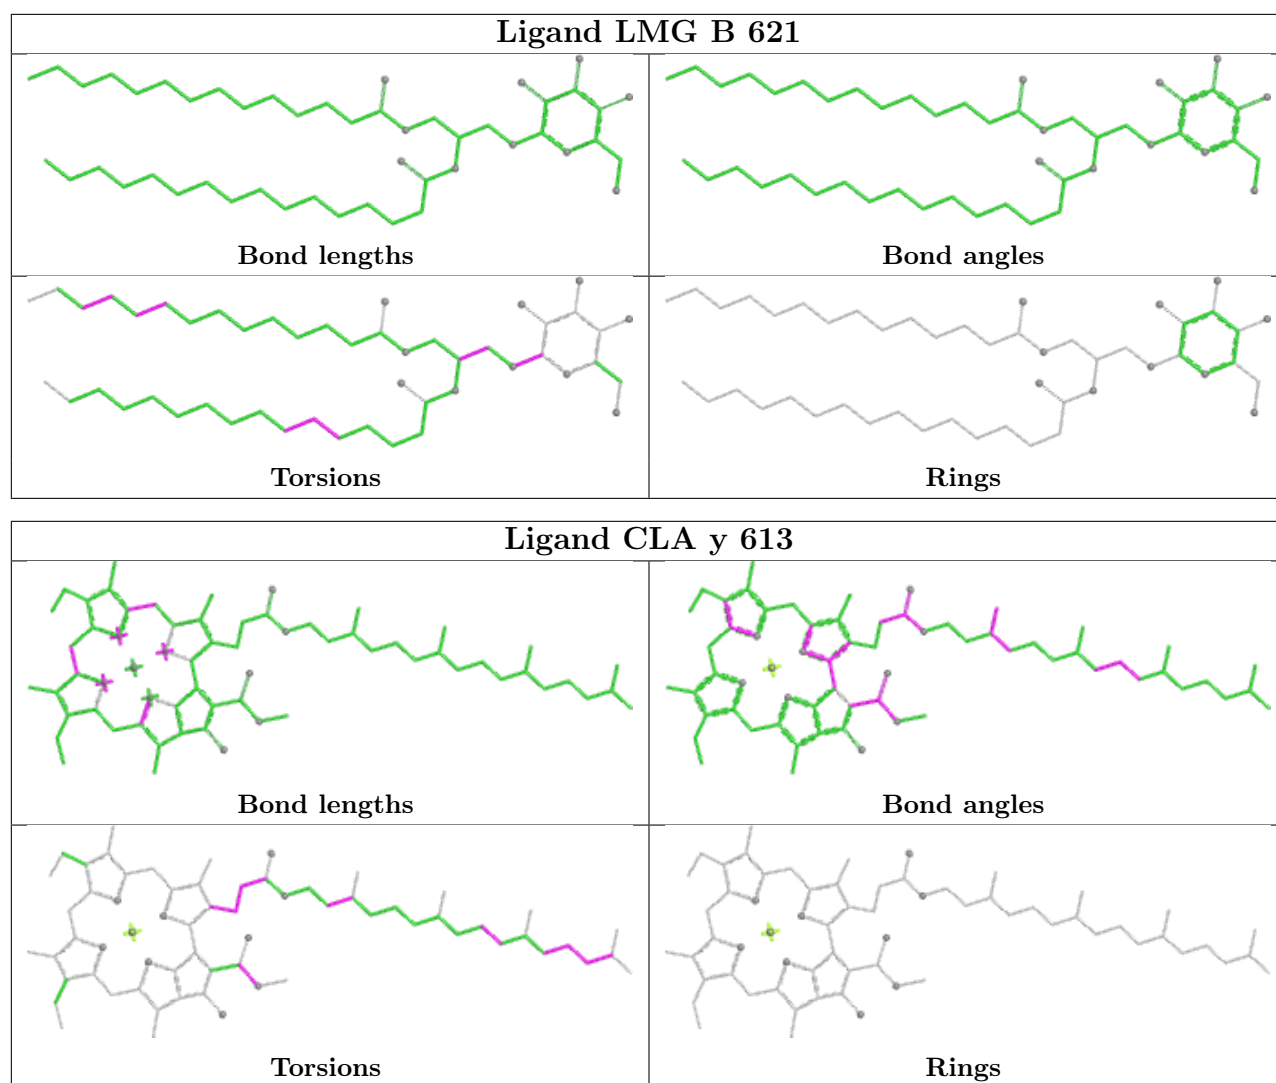 Ligand LMG B 621
Bond lengths
Bond angles
Torsions
Rings
Ligand CLA y 613
Bond lengths
Bond angles
Torsions
Rings